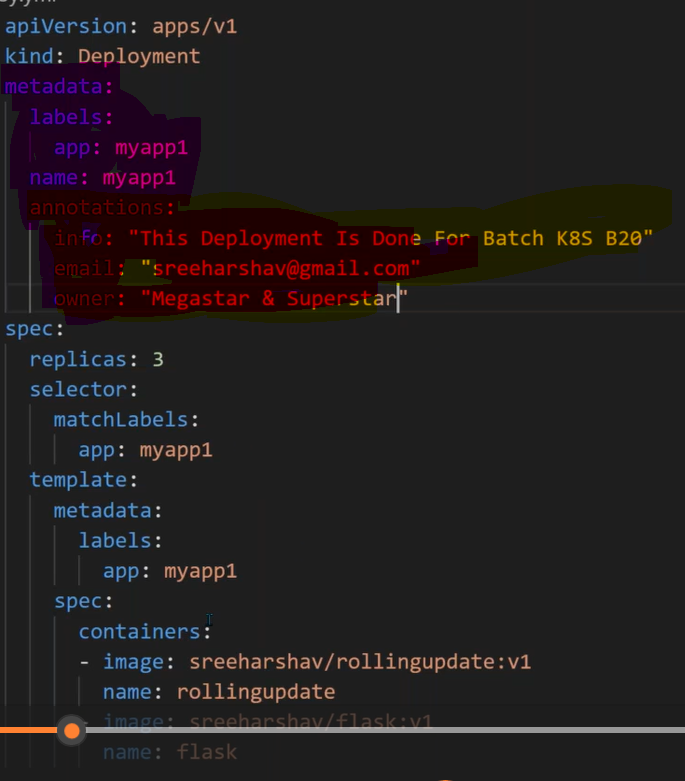 apiVersion: apps/v1
kind: Deployment
metadata:
  labels:
    app: myapp1
  name: myapp1
  annotations:
    info: "This Deployment Is Done For Batch K8S B20"
    email: "sreeharshav@gmail.com"
    owner: "Megastar & Superstar"
spec:
  replicas: 3
  selector:
    matchLabels:
      app: myapp1
  template:
    metadata:
      labels:
        app: myapp1
    spec:
      containers:
      - image: sreeharshav/rollingupdate:v1
        name: rollingupdate
      - image: sreeharshav/flask:v1
        name: flask